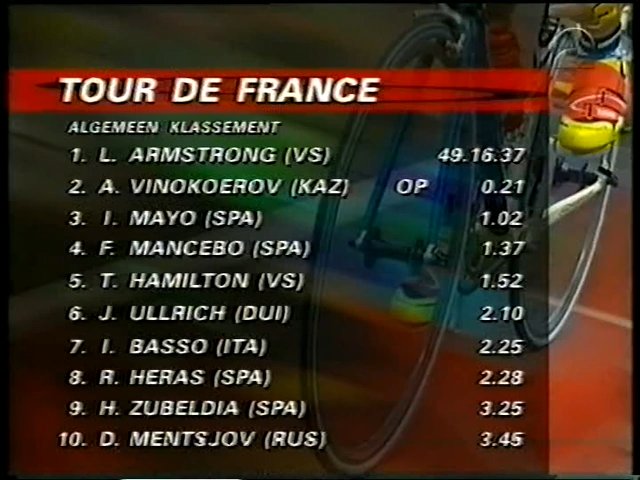 TOUR DE FRANCE
ALGEMEEN KLASSEMENT
1. L. ARMSTRONG (VS) 49.16.37
2. A. VINOKOEROV (KAZ) OP 0.21
3. I. MAYO (SPA) 1.02
4. F. MANCEBO (SPA) 1.37
5. T. HAMILTON (VS) 1.52
6. J. ULLRICH (DUI) 2.10
7. I. BASSO (ITA) 2.25
8. R. HERAS (SPA) 2.28
9. H. ZUBELDIA (SPA) 3.25
10. D. MENTSJOV (RUS) 3.45